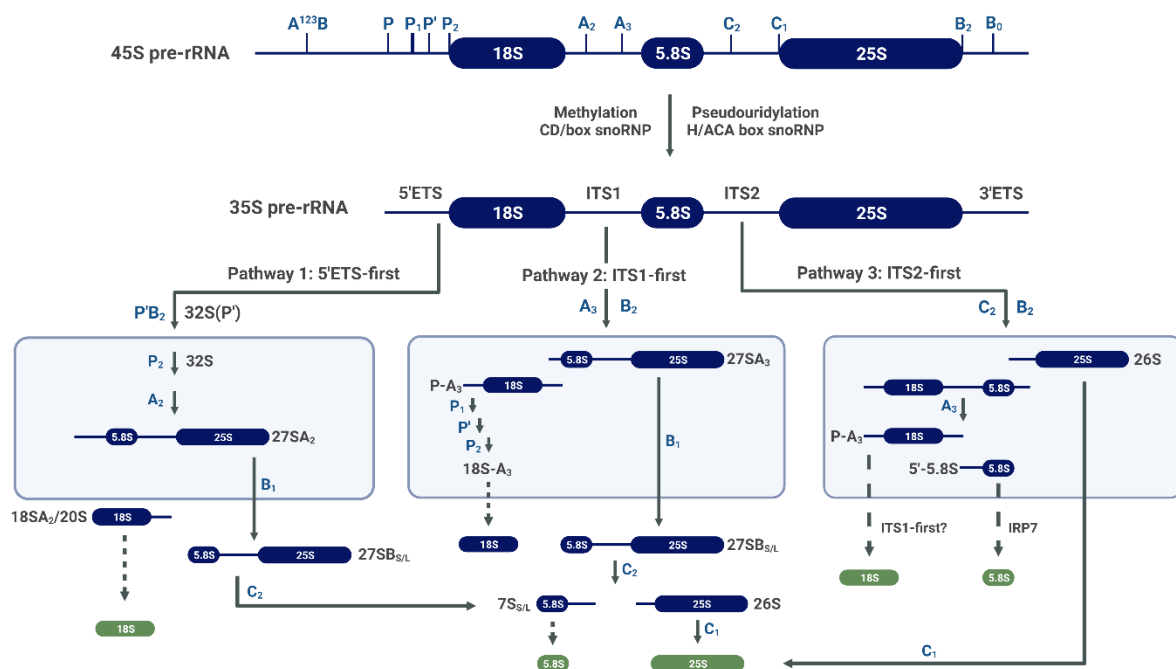 A¹²³B P P₁ P' P₂ A₂ A₃ C₂ C₁ B₂ B₀
45S pre-rRNA 18S 5.8S 25S
Methylation Pseudouridylation
CD/box snoRNP H/ACA box snoRNP
5'ETS ITS1 ITS2 3'ETS
35S pre-rRNA 18S 5.8S 25S
Pathway 1: 5'ETS-first
Pathway 2: ITS1-first
Pathway 3: ITS2-first
P'B₂ 32S(P')
P₂ 32S
A₂
5.8S 25S 27SA₂
B₁
18SA₂/20S 18S
5.8S 25S 27SB_S/L
C₂
18S
A₃ B₂
5.8S 25S 27SA₃
P-A₃ 18S
P₁
P'
P₂
18S-A₃
B₁
18S
5.8S 25S 27SB_S/L
C₂
7S_S/L 5.8S 25S 26S
C₁
5.8S 25S
C₂ B₂
25S 26S
18S 5.8S
A₃
P-A₃ 18S
5'-5.8S 5.8S
ITS1-first? IRP7
18S 5.8S
C₁